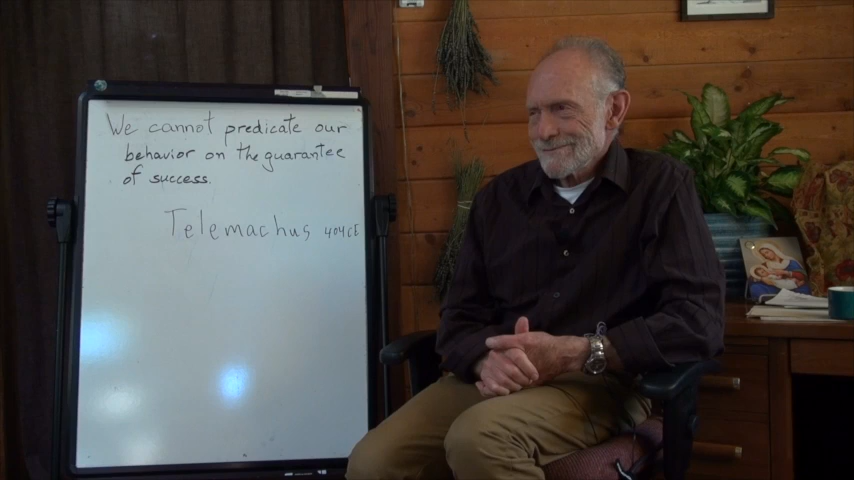 We cannot predicate our
behavior on the guarantee
of success.
Telemachus 404CE